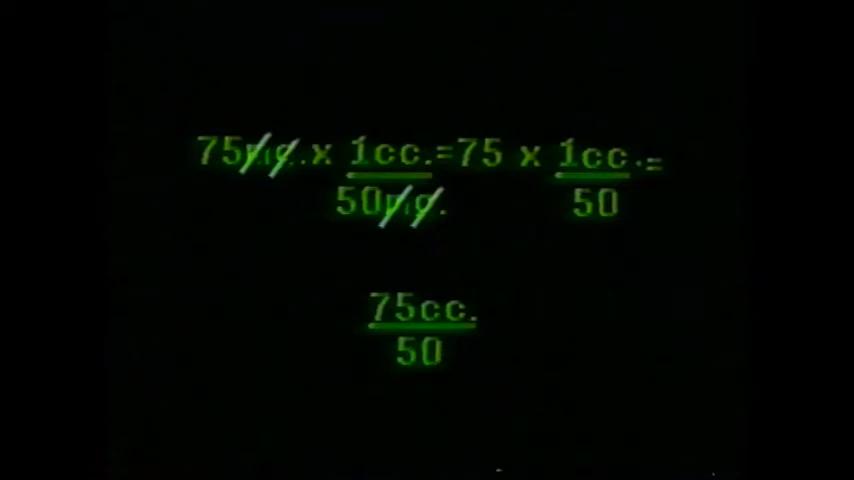 75mg. x 1cc. = 75 x 1cc. =
50mg. 50
75cc.
50